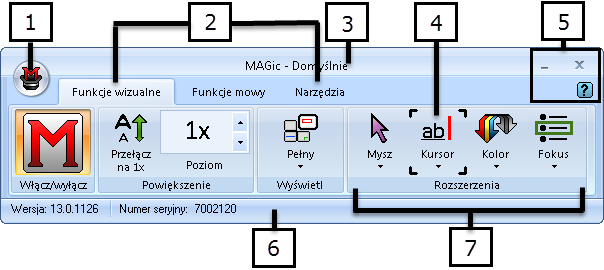 1
2
3
4
5
MAGic - Domyślnie
Funkcje wizualne
Funkcje mowy
Narzędzia
?
M
A
A
1x
ab
Przełącz
na 1x
Poziom
Pełny
Mysz
Kursor
Kolor
Fokus
Włącz/wyłącz
Powiększenie
Wyświetl
Rozszerzenia
Wersja: 13.0.1126
Numer seryjny: 7002120
6
7